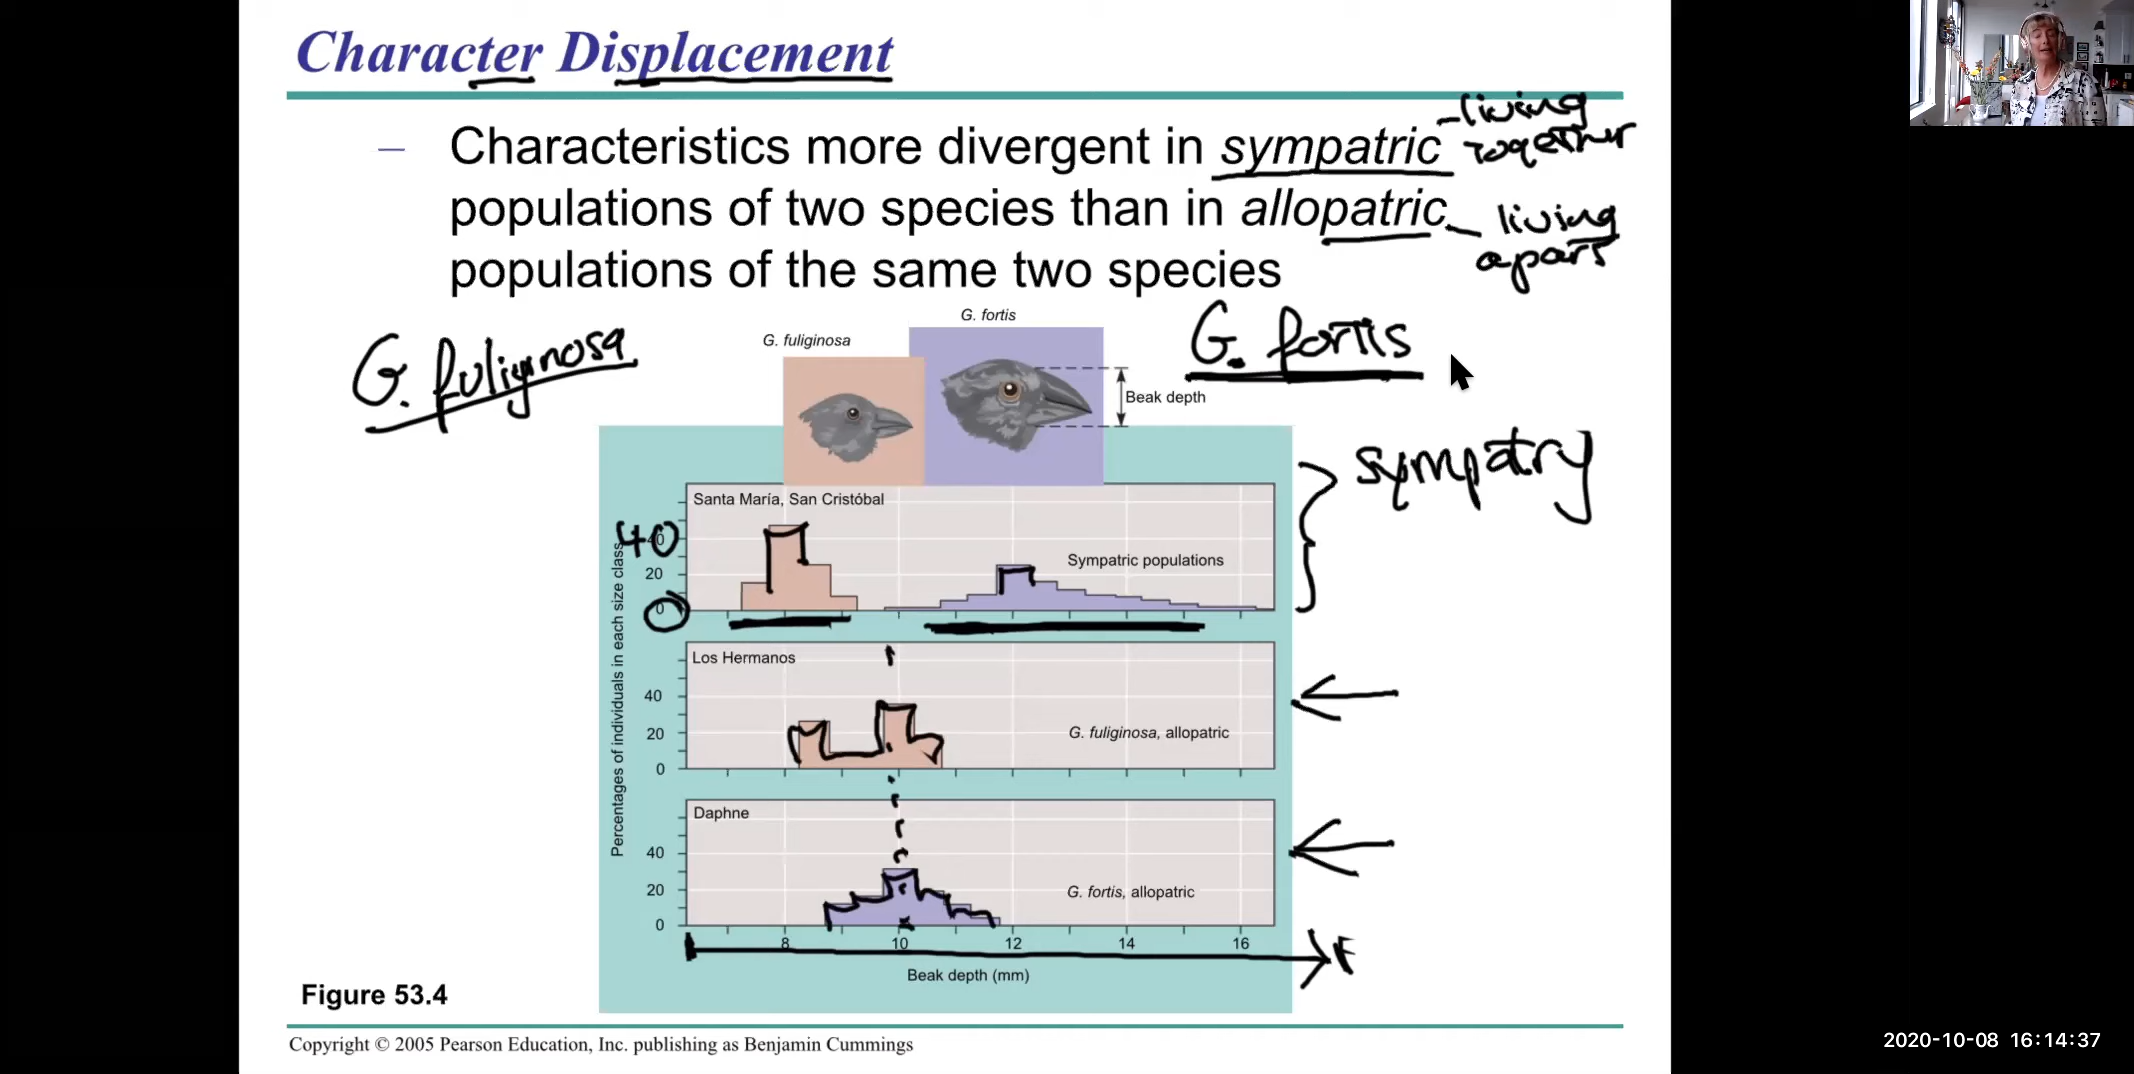 Character Displacement
– Characteristics more divergent in sympatric
populations of two species than in allopatric
populations of the same two species
– living
together
– living
apart
G. fuliginosa
G. fortis
G. fuliginosa
G. fortis
Beak depth
sympatry
Percentages of individuals in each size class
Santa María, San Cristóbal
40
40
20
0
Sympatric populations
Los Hermanos
40
20
0
G. fuliginosa, allopatric
Daphne
40
20
0
G. fortis, allopatric
8 10 12 14 16
Beak depth (mm)
Figure 53.4
Copyright © 2005 Pearson Education, Inc. publishing as Benjamin Cummings
2020-10-08 16:14:37